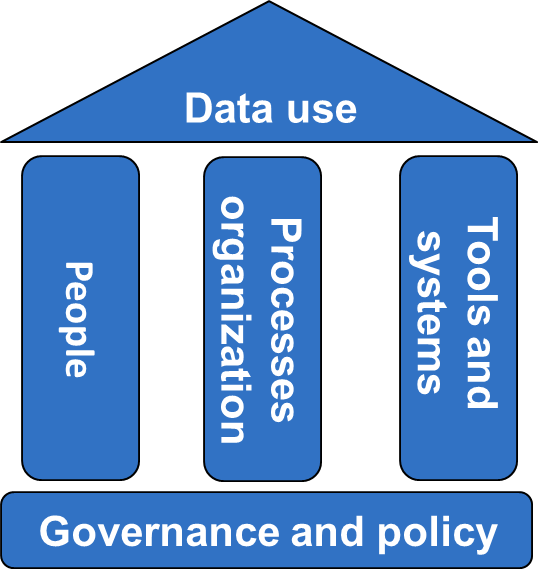 Data use
People
Processes
organization
Tools and
systems
Governance and policy